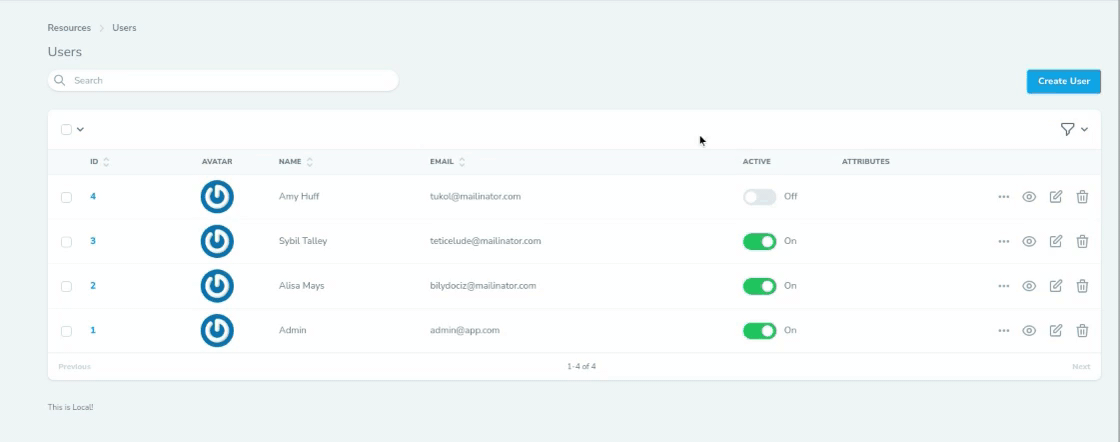 Resources > Users
Users
Search
Create User
ID AVATAR NAME EMAIL ACTIVE ATTRIBUTES
4 Amy Huff tukol@mailinator.com Off
3 Sybil Talley teticelude@mailinator.com On
2 Alisa Mays bilydociz@mailinator.com On
1 Admin admin@app.com On
Previous 1-4 of 4 Next
This is Local!